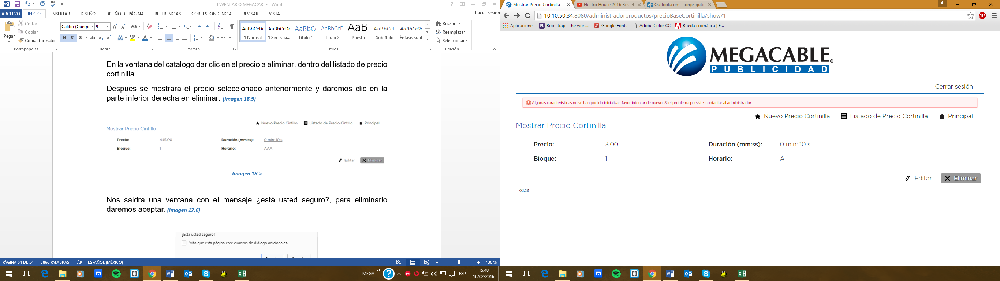 INVENTARIO MEGACABLE - Word
ARCHIVO INICIO INSERTAR DISEÑO DISEÑO DE PÁGINA REFERENCIAS CORRESPONDENCIA REVISAR VISTA Iniciar sesión
Pegar
Cortar
Copiar
Copiar formato
Portapapeles
Calibri (Cuerpo 9
N K S abc x₂ x²
Fuente
Párrafo
AaBbCcDc AaBbCcDc AaBbCc AaBbCcD AaBl AaBbCcD AaBbCcDc
¶ Normal ¶ Sin espa... Título 1 Título 2 Puesto Subtítulo Énfasis sutil
Estilos
Buscar
Reemplazar
Seleccionar
Edición
En la ventana del catalogo dar clic en el precio a eliminar, dentro del listado de precio
cortinilla.
Despues se mostrara el precio seleccionado anteriormente y daremos clic en la
parte inferior derecha en eliminar. (Imagen 18.5)
Nuevo Precio Cintillo Listado de Precio Cintillo Principal
Mostrar Precio Cintillo
Precio: 445.00 Duración (mm:ss): 0 min: 10 s
Bloque: 1 Horario: AAA
Editar Eliminar
Imagen 18.5
Nos saldra una ventana con el mensaje ¿está usted seguro?, para eliminarlo
daremos aceptar. (Imagen 17.6)
¿Está usted seguro?
Evita que esta página cree cuadros de diálogo adicionales.
Aceptar Cancelar
PÁGINA 54 DE 54 3860 PALABRAS ESPAÑOL (MÉXICO) 130 %
MEGA ESP 15:48
16/02/2016
Mostrar Precio Cortinilla Electro House 2016 Bes Outlook.com - jorge_gutie
10.10.50.34:8080/administradorproductos/precioBaseCortinilla/show/1
ABP
Aplicaciones Bootstrap · The worl... Google Fonts Adobe Color CC Rueda cromática | E...
MEGACABLE®
PUBLICIDAD
Cerrar sesión
Algunas características no se han podido inicializar, favor intentar de nuevo. Si el problema persiste, contactar al administrador.
Nuevo Precio Cortinilla Listado de Precio Cortinilla Principal
Mostrar Precio Cortinilla
Precio: 3.00 Duración (mm:ss): 0 min: 10 s
Bloque: 1 Horario: A
Editar Eliminar
0.1.23